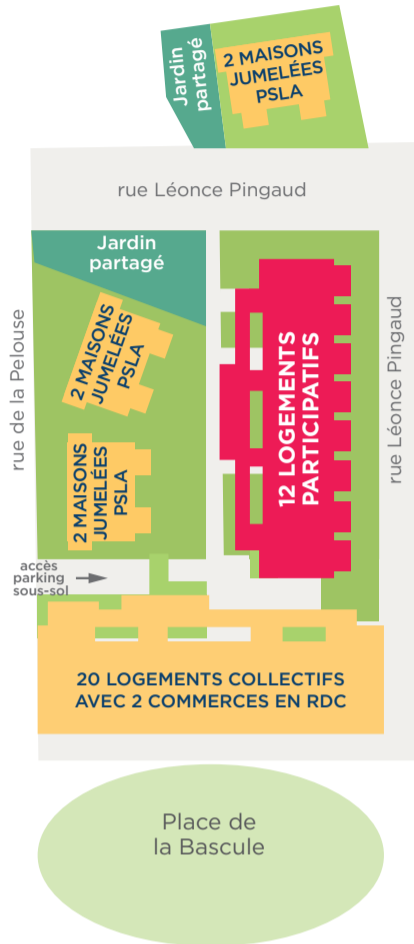 Jardin
partagé
2 MAISONS
JUMELÉES
PSLA
rue Léonce Pingaud
Jardin
partagé
rue de la Pelouse
2 MAISONS
JUMELÉES
PSLA
12 LOGEMENTS
PARTICIPATIFS
rue Léonce Pingaud
2 MAISONS
JUMELÉES
PSLA
accès
parking
sous-sol
20 LOGEMENTS COLLECTIFS
AVEC 2 COMMERCES EN RDC
Place de
la Bascule